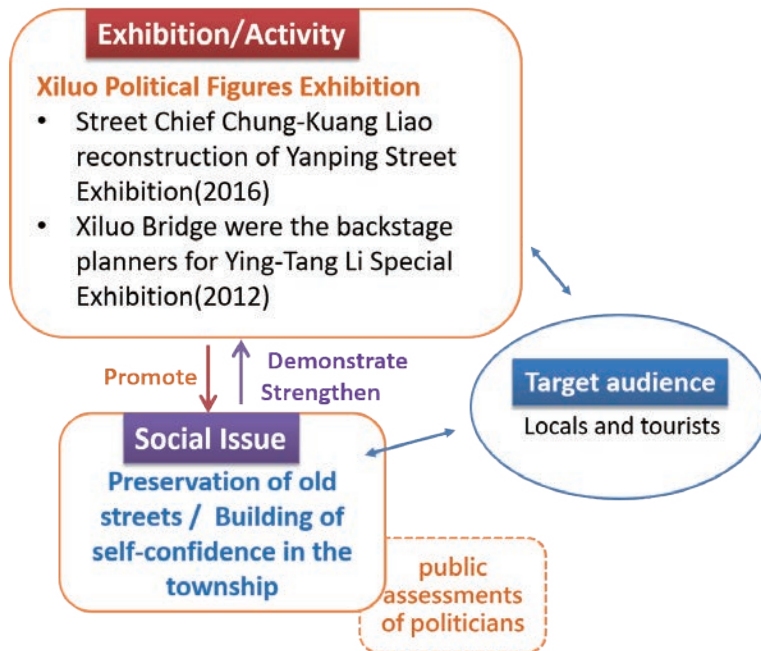 Exhibition/Activity
Xiluo Political Figures Exhibition
• Street Chief Chung-Kuang Liao
reconstruction of Yanping Street
Exhibition(2016)
• Xiluo Bridge were the backstage
planners for Ying-Tang Li Special
Exhibition(2012)
Promote
Demonstrate
Strengthen
Target audience
Locals and tourists
Social Issue
Preservation of old
streets / Building of
self-confidence in the
township
public
assessments
of politicians